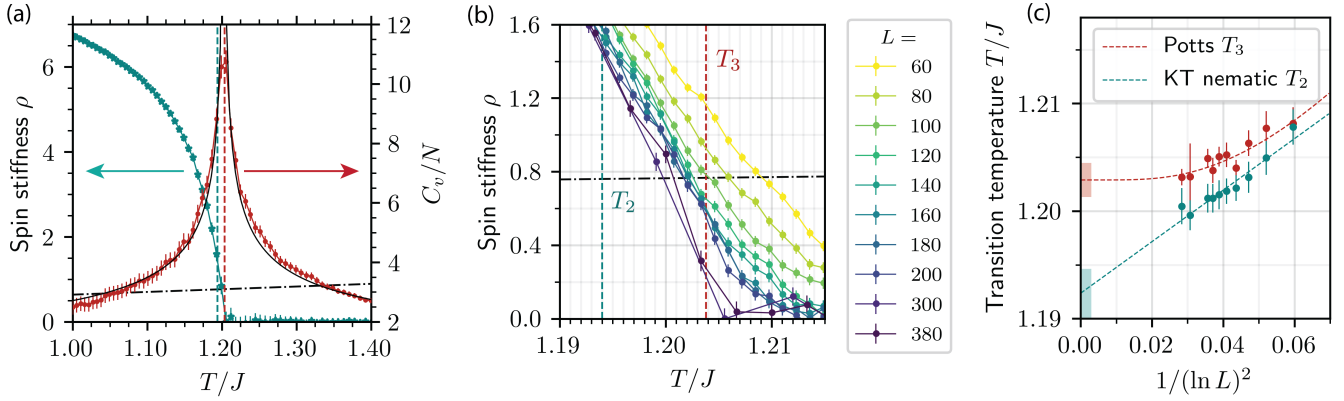 (a)
6
4
2
0
Spin stiffness ρ
12
10
8
6
4
2
C_v/N
1.00
1.10
1.20
1.30
1.40
T/J
(b)
1.6
1.2
0.8
0.4
0.0
Spin stiffness ρ
T_2
T_3
1.19
1.20
1.21
T/J
L =
60
80
100
120
140
160
180
200
300
380
(c)
Potts T_3
KT nematic T_2
1.21
1.20
1.19
Transition temperature T/J
0.00
0.02
0.04
0.06
1/(ln L)^2